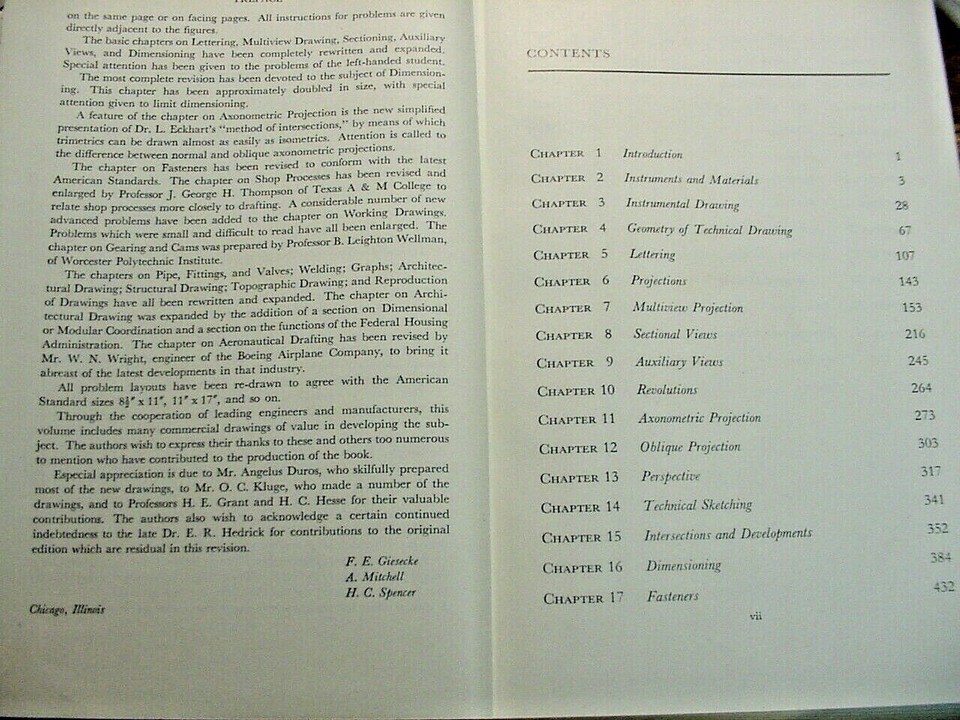 PREFACE
on the same page or on facing pages. All instructions for problems are given
directly adjacent to the figures.
The basic chapters on Lettering, Multiview Drawing, Sectioning, Auxiliary
Views, and Dimensioning have been completely rewritten and expanded.
Special attention has been given to the problems of the left-handed student.
The most complete revision has been devoted to the subject of Dimension-
ing. This chapter has been approximately doubled in size, with special
attention given to limit dimensioning.
A feature of the chapter on Axonometric Projection is the new simplified
presentation of Dr. L. Eckhart's "method of intersections," by means of which
trimetrics can be drawn almost as easily as isometrics. Attention is called to
the difference between normal and oblique axonometric projections.
The chapter on Fasteners has been revised to conform with the latest
American Standards. The chapter on Shop Processes has been revised and
enlarged by Professor J. George H. Thompson of Texas A & M College to
relate shop processes more closely to drafting. A considerable number of new
advanced problems have been added to the chapter on Working Drawings.
Problems which were small and difficult to read have all been enlarged. The
chapter on Gearing and Cams was prepared by Professor B. Leighton Wellman,
of Worcester Polytechnic Institute.
The chapters on Pipe, Fittings, and Valves; Welding; Graphs; Architec-
tural Drawing; Structural Drawing; Topographic Drawing; and Reproduction
of Drawings have all been rewritten and expanded. The chapter on Archi-
tectural Drawing was expanded by the addition of a section on Dimensional
or Modular Coordination and a section on the functions of the Federal Housing
Administration. The chapter on Aeronautical Drafting has been revised by
Mr. W. N. Wright, engineer of the Boeing Airplane Company, to bring it
abreast of the latest developments in that industry.
All problem layouts have been re-drawn to agree with the American
Standard sizes 8½" x 11", 11" x 17", and so on.
Through the cooperation of leading engineers and manufacturers, this
volume includes many commercial drawings of value in developing the sub-
ject. The authors wish to express their thanks to these and others too numerous
to mention who have contributed to the production of the book.
Especial appreciation is due to Mr. Angelus Duros, who skilfully prepared
most of the new drawings, to Mr. O. C. Kluge, who made a number of the
drawings, and to Professors H. E. Grant and H. C. Hesse for their valuable
contributions. The authors also wish to acknowledge a certain continued
indebtedness to the late Dr. E. R. Hedrick for contributions to the original
edition which are residual in this revision.
F. E. Giesecke
A. Mitchell
H. C. Spencer
Chicago, Illinois
CONTENTS
CHAPTER 1 Introduction 1
CHAPTER 2 Instruments and Materials 3
CHAPTER 3 Instrumental Drawing 28
CHAPTER 4 Geometry of Technical Drawing 67
CHAPTER 5 Lettering 107
CHAPTER 6 Projections 143
CHAPTER 7 Multiview Projection 153
CHAPTER 8 Sectional Views 216
CHAPTER 9 Auxiliary Views 245
CHAPTER 10 Revolutions 264
CHAPTER 11 Axonometric Projection 273
CHAPTER 12 Oblique Projection 303
CHAPTER 13 Perspective 317
CHAPTER 14 Technical Sketching 341
CHAPTER 15 Intersections and Developments 352
CHAPTER 16 Dimensioning 384
CHAPTER 17 Fasteners 432
vii